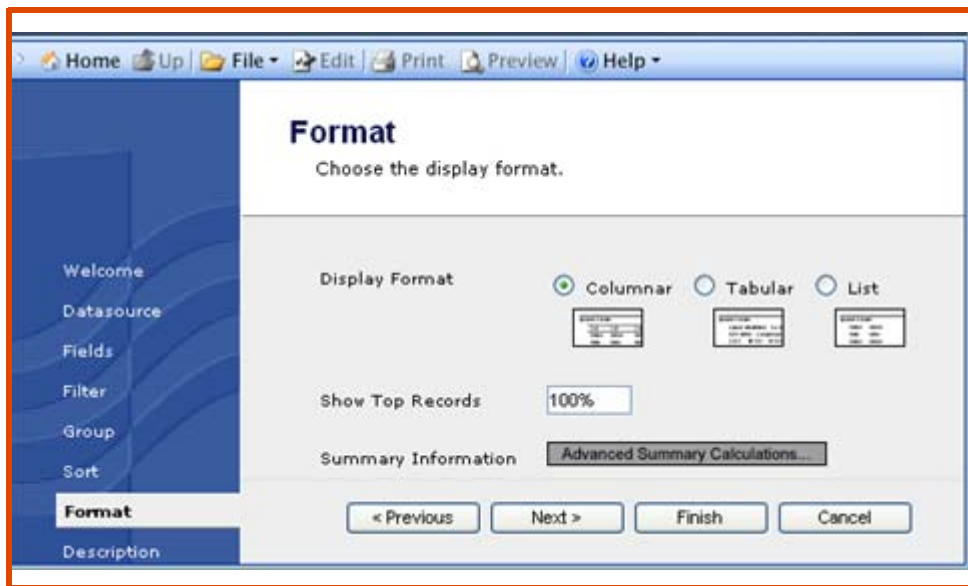 Home Up File Edit Print Preview Help
Format
Choose the display format.
Welcome
Datasource
Fields
Filter
Group
Sort
Format
Description
Display Format
Columnar Tabular List
Show Top Records 100%
Summary Information Advanced Summary Calculations...
< Previous Next > Finish Cancel